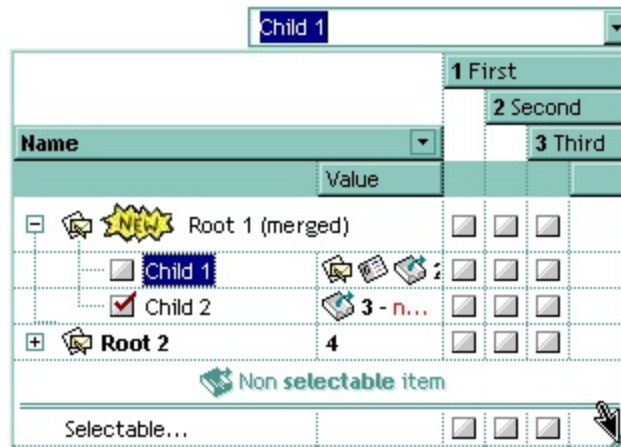 Child 1
1 First
2 Second
Name 3 Third
Value
NEW Root 1 (merged)
Child 1 2
Child 2 3 - n...
Root 2 4
Non selectable item
Selectable...